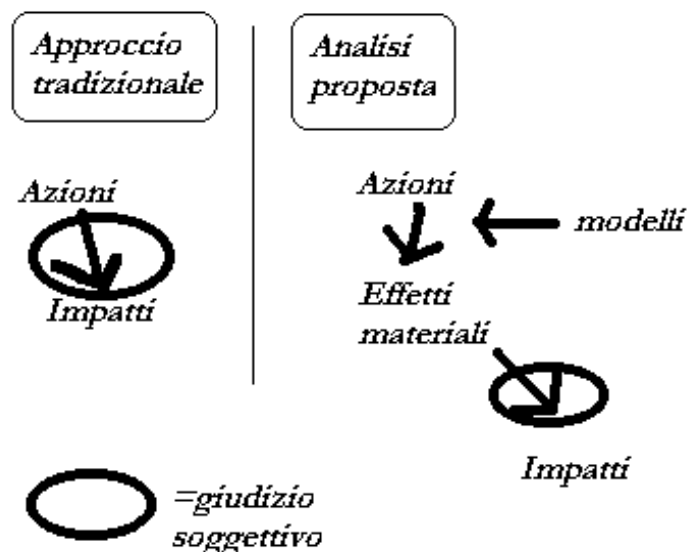 Approccio
tradizionale
Analisi
proposta
Azioni
Impatti
Azioni
modelli
Effetti
materiali
Impatti
=giudizio
soggettivo